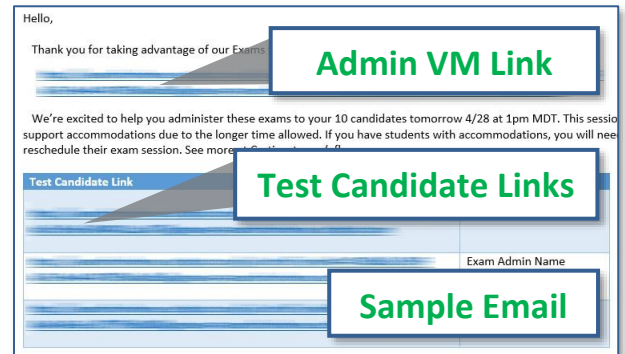 Hello,
Thank you for taking advantage of our Exams
Admin VM Link
We're excited to help you administer these exams to your 10 candidates tomorrow 4/28 at 1pm MDT. This sessio
support accommodations due to the longer time allowed. If you have students with accommodations, you will nee
reschedule their exam session. See more
Test Candidate Link
Test Candidate Links
Exam Admin Name
Sample Email